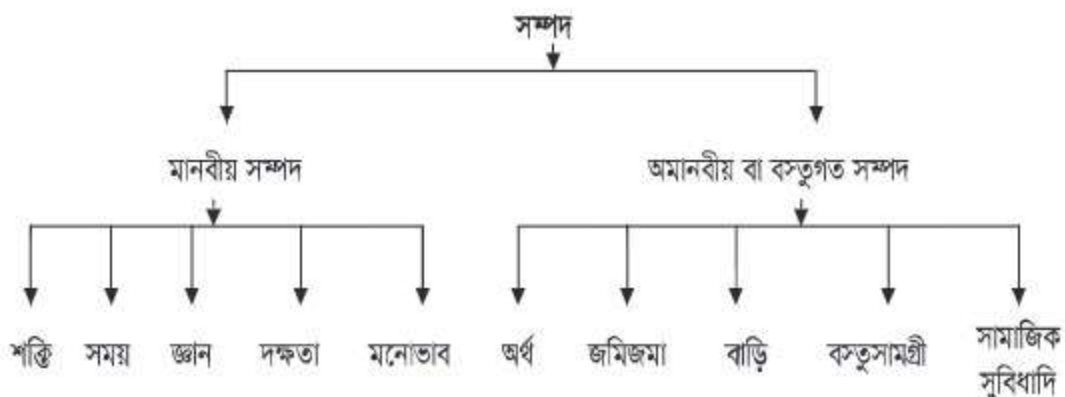 সম্পদ
মানবীয় সম্পদ
অমানবীয় বা বস্তুগত সম্পদ
শক্তি
সময়
জ্ঞান
দক্ষতা
মনোভাব
অর্থ
জমিজমা
বাড়ি
বস্তুসামগ্রী
সামাজিক
সুবিধাদি